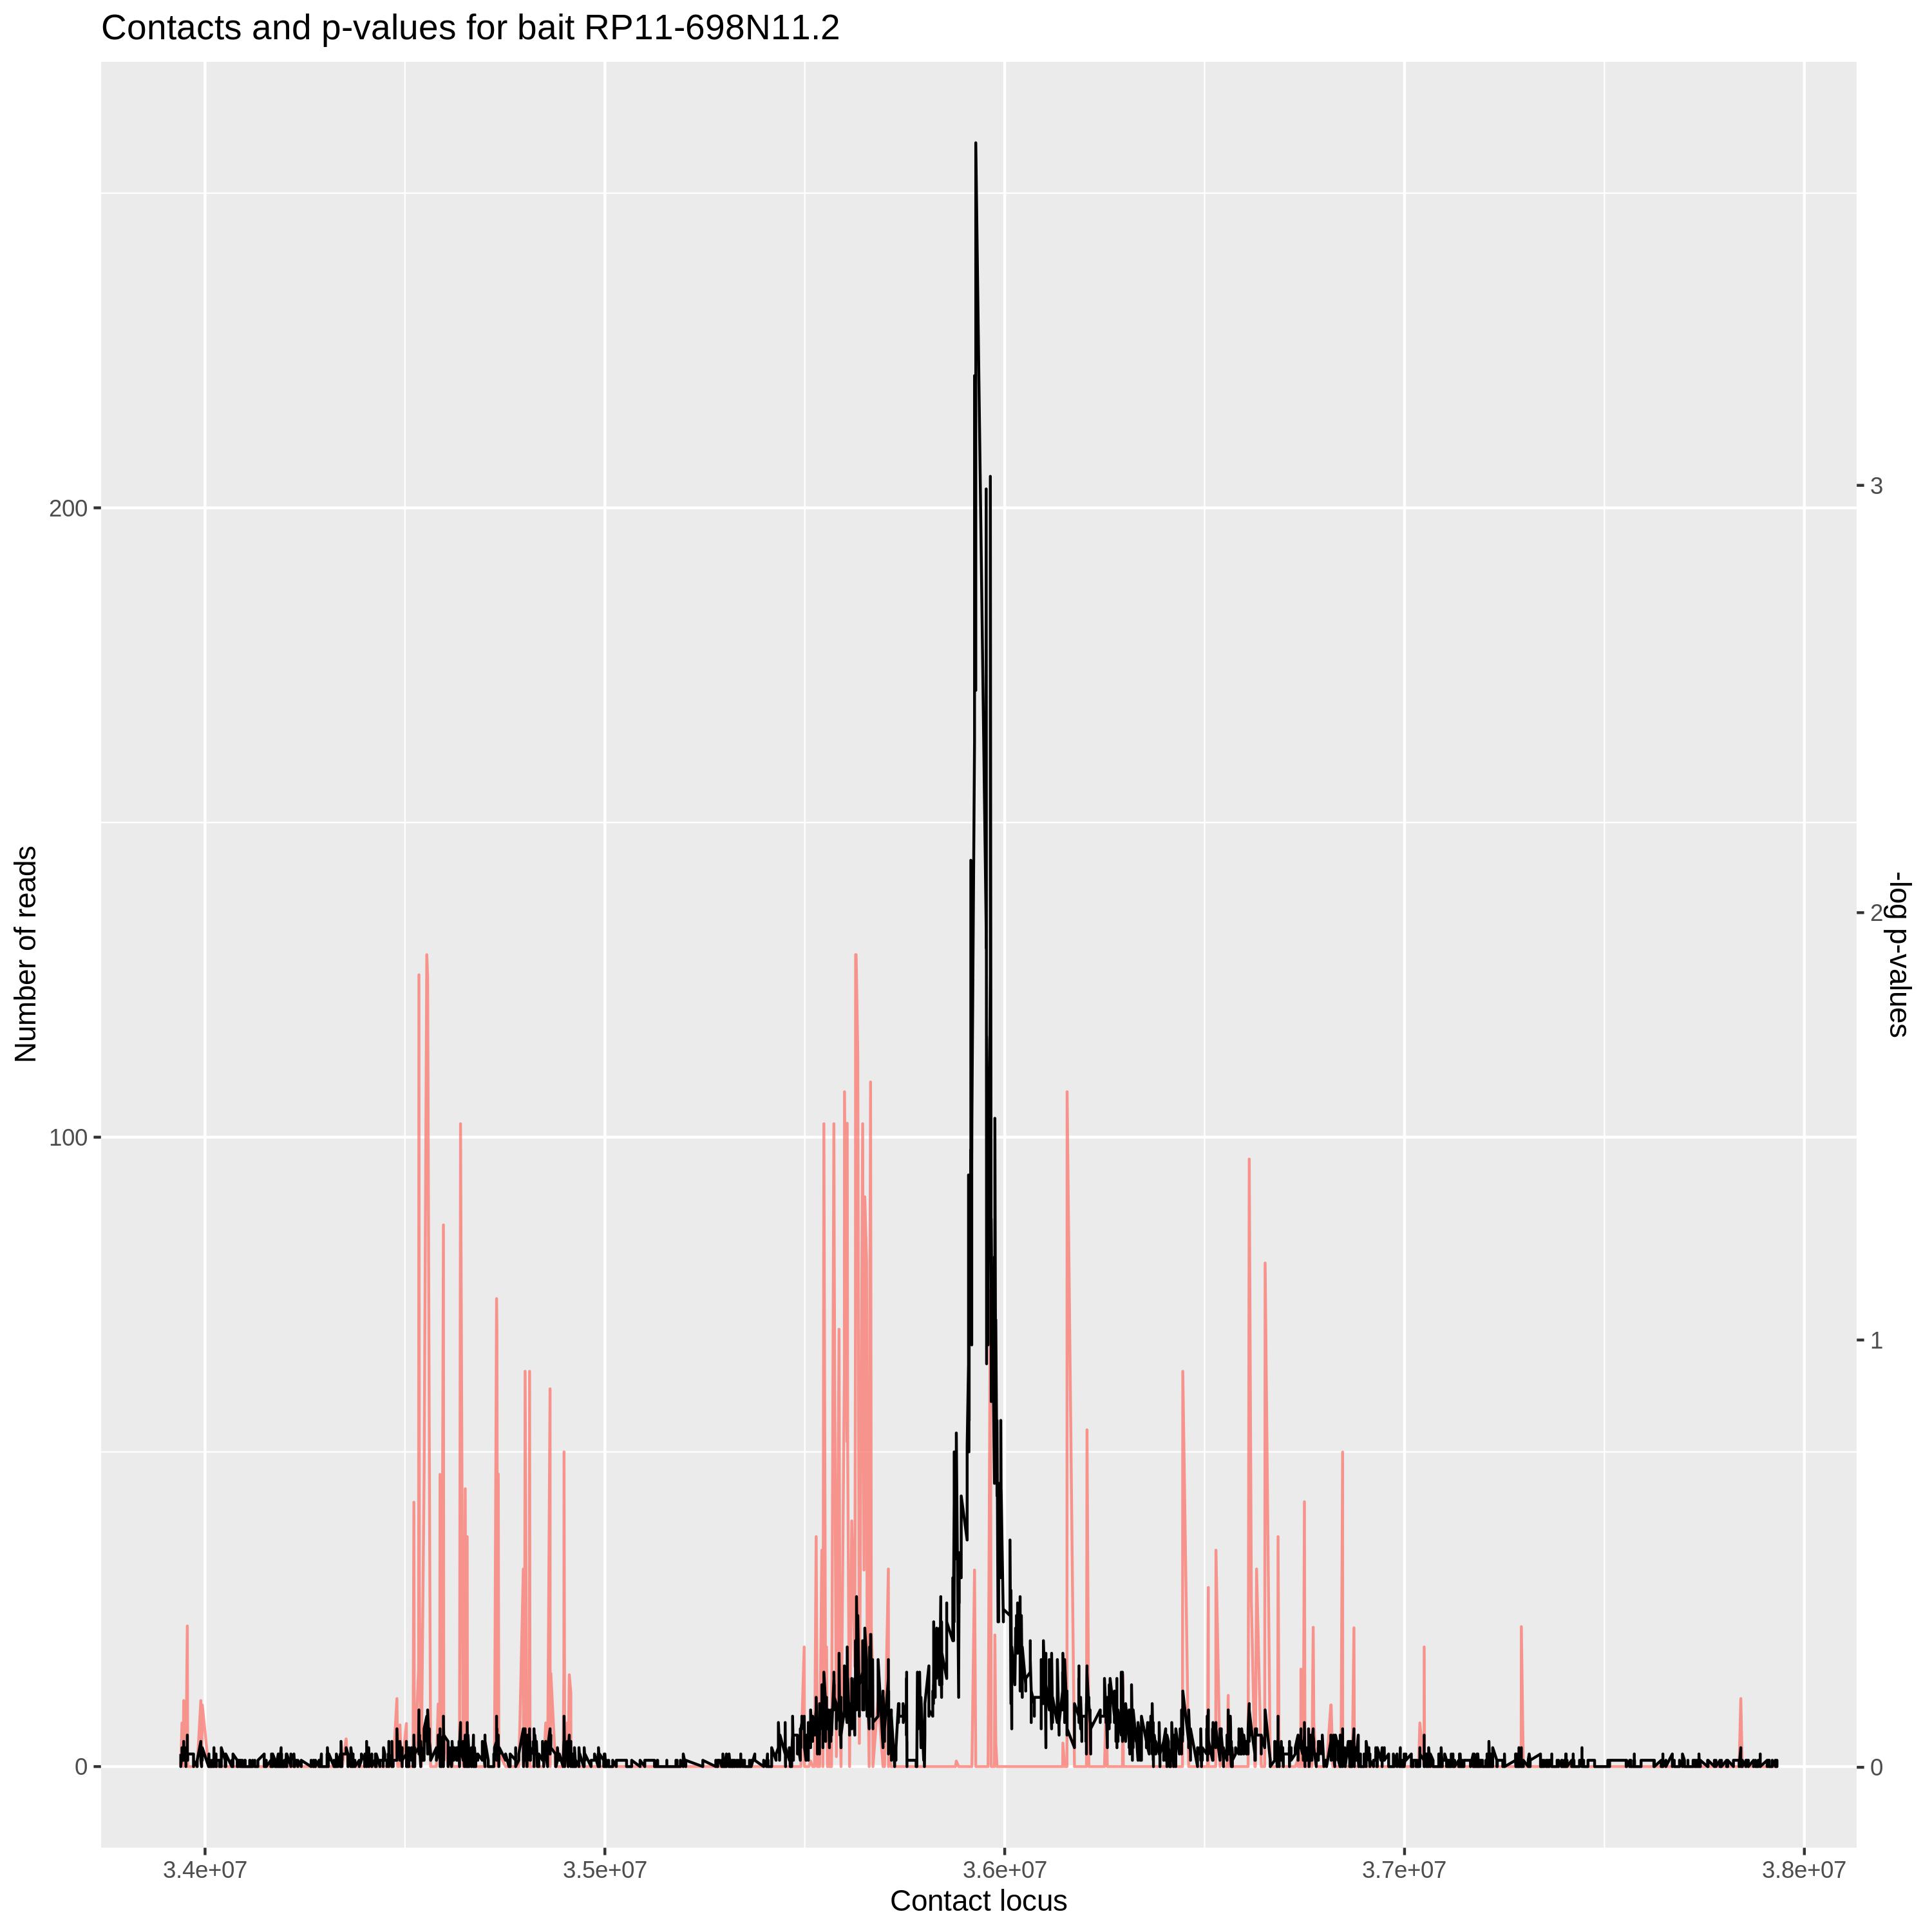 Contacts and p-values for bait RP11-698N11.2
Number of reads
200
100
0
3
2
1
0
-log p-values
3.4e+07 3.5e+07 3.6e+07 3.7e+07 3.8e+07
Contact locus